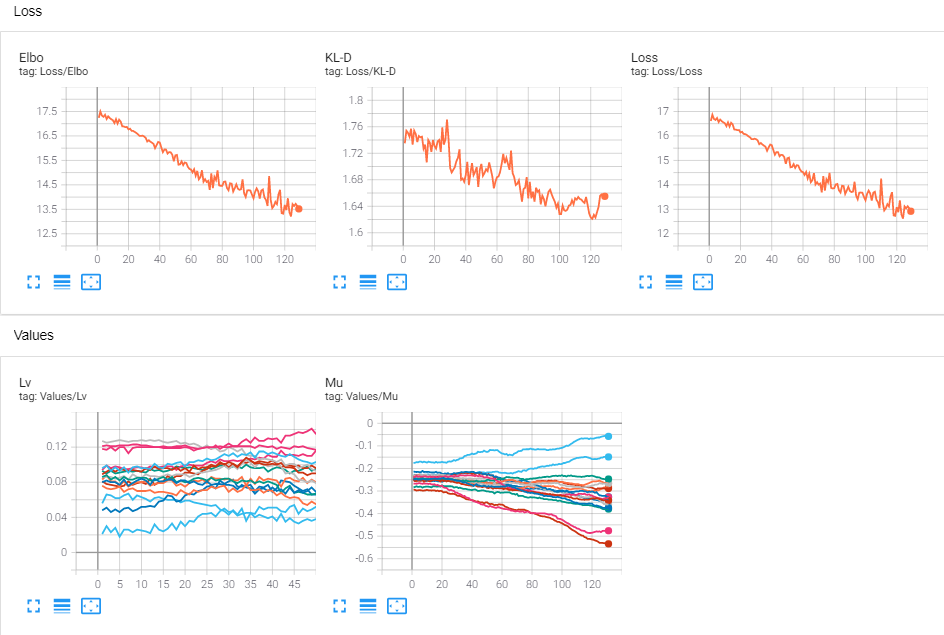 Loss
Elbo KL-D Loss
tag: Loss/Elbo tag: Loss/KL-D tag: Loss/Loss
17.5 1.8 17
16.5 1.76 16
15.5 1.72 15
14.5 1.68 14
13.5 1.64 13
12.5 1.6 12
0 20 40 60 80 100 120 0 20 40 60 80 100 120 0 20 40 60 80 100 120
Values
Lv Mu
tag: Values/Lv tag: Values/Mu
0
-0.1
0.12 -0.2
0.08 -0.3
-0.4
0.04 -0.5
0 -0.6
0 5 10 15 20 25 30 35 40 45 0 20 40 60 80 100 120